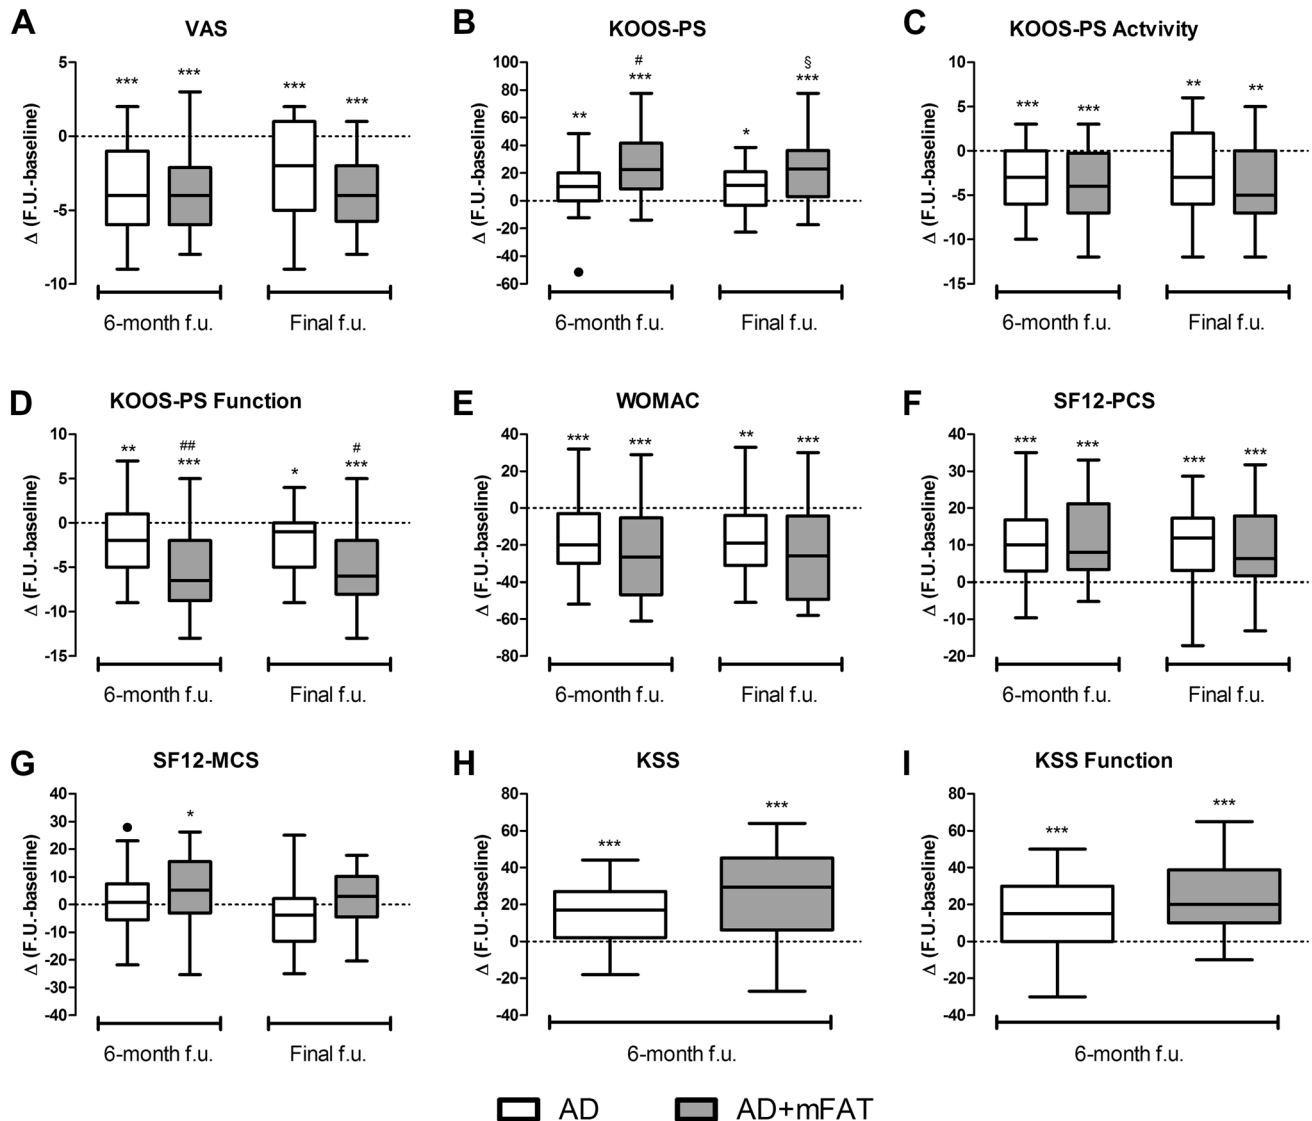 A VAS
Δ (F.U.-baseline)
5
0
-5
-10
*** *** *** ***
6-month f.u. Final f.u.
B KOOS-PS
Δ (F.U.-baseline)
100
80
60
40
20
0
-20
-40
-60
# §
** *** * ***
6-month f.u. Final f.u.
C KOOS-PS Actvivity
Δ (F.U.-baseline)
10
5
0
-5
-10
-15
*** *** ** **
6-month f.u. Final f.u.
D KOOS-PS Function
Δ (F.U.-baseline)
10
5
0
-5
-10
-15
## #
** *** * ***
6-month f.u. Final f.u.
E WOMAC
Δ (F.U.-baseline)
40
20
0
-20
-40
-60
-80
*** *** ** ***
6-month f.u. Final f.u.
F SF12-PCS
Δ (F.U.-baseline)
40
30
20
10
0
-10
-20
*** *** *** ***
6-month f.u. Final f.u.
G SF12-MCS
Δ (F.U.-baseline)
40
30
20
10
0
-10
-20
-30
-40
*
6-month f.u. Final f.u.
H KSS
Δ (F.U.-baseline)
80
60
40
20
0
-20
-40
*** ***
6-month f.u.
I KSS Function
Δ (F.U.-baseline)
80
60
40
20
0
-20
-40
*** ***
6-month f.u.
AD AD+mFAT